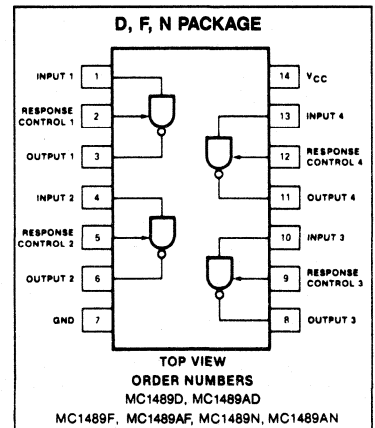 D, F, N PACKAGE
INPUT 1 1
14 VCC
RESPONSE
CONTROL 1 2
13 INPUT 4
OUTPUT 1 3
12 RESPONSE
CONTROL 4
INPUT 2 4
11 OUTPUT 4
RESPONSE
CONTROL 2 5
10 INPUT 3
OUTPUT 2 6
9 RESPONSE
CONTROL 3
GND 7
8 OUTPUT 3
TOP VIEW
ORDER NUMBERS
MC1489D, MC1489AD
MC1489F, MC1489AF, MC1489N, MC1489AN